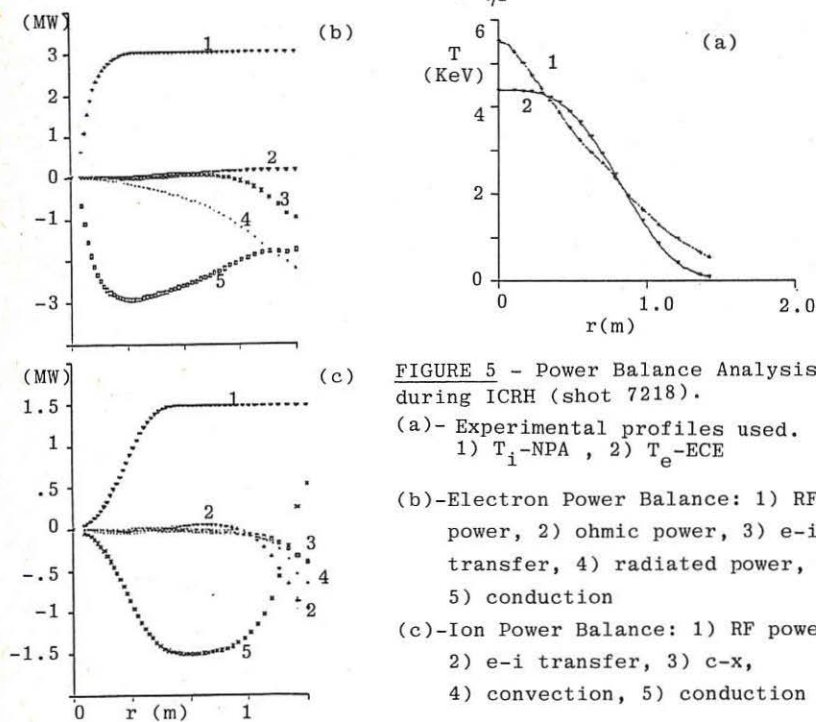 (MW)
(b)
3
2
1
0
-1
-3
1
2
3
4
5
(a)
6
T
(KeV)
4
2
0
1
2
0
1.0
2.0
r(m)
(MW)
(c)
1.5
1
.5
0
-.5
-1
-1.5
1
2
3
4
2
5
0
r (m)
1
FIGURE 5 - Power Balance Analysis
during ICRH (shot 7218).
(a)- Experimental profiles used.
1) Ti-NPA , 2) Te-ECE
(b)-Electron Power Balance: 1) RF
power, 2) ohmic power, 3) e-i
transfer, 4) radiated power,
5) conduction
(c)-Ion Power Balance: 1) RF powe
2) e-i transfer, 3) c-x,
4) convection, 5) conduction